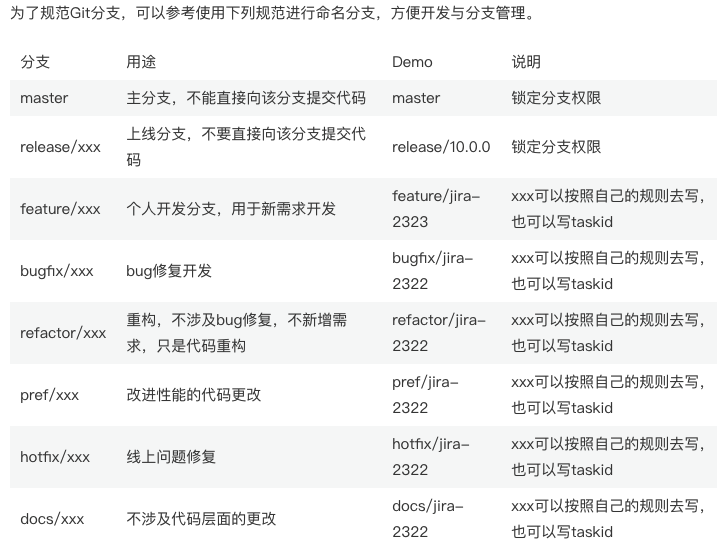 为了规范Git分支，可以参考使用下列规范进行命名分支，方便开发与分支管理。
分支 用途 Demo 说明
master 主分支，不能直接向该分支提交代码 master 锁定分支权限
release/xxx 上线分支，不要直接向该分支提交代
码 release/10.0.0 锁定分支权限
feature/xxx 个人开发分支，用于新需求开发 feature/jira-
2323 xxx可以按照自己的规则去写，
也可以写taskid
bugfix/xxx bug修复开发 bugfix/jira-
2322 xxx可以按照自己的规则去写，
也可以写taskid
refactor/xxx 重构，不涉及bug修复，不新增需
求，只是代码重构 refactor/jira-
2322 xxx可以按照自己的规则去写，
也可以写taskid
pref/xxx 改进性能的代码更改 pref/jira-
2322 xxx可以按照自己的规则去写，
也可以写taskid
hotfix/xxx 线上问题修复 hotfix/jira-
2322 xxx可以按照自己的规则去写，
也可以写taskid
docs/xxx 不涉及代码层面的更改 docs/jira-
2322 xxx可以按照自己的规则去写，
也可以写taskid